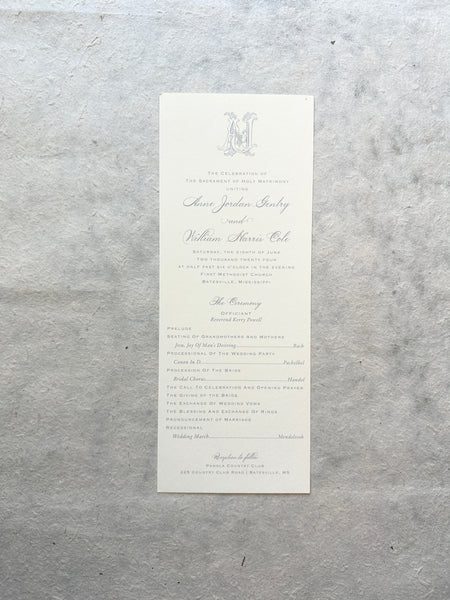 The Celebration of
The Sacrament of Holy Matrimony
uniting
Anne Jordan Gentry
and
William Harris Cole
Saturday, the eighth of June
Two thousand twenty four
at half past six o'clock in the evening
First Methodist Church
Batesville, Mississippi
The Ceremony
Officiant
Reverend Kerry Powell
Prelude
Seating of Grandmothers and Mothers
Jesu, Joy Of Man's Desiring Bach
Processional of The Wedding Party
Canon In D Pachelbel
Procession of The Bride
Bridal Chorus Handel
The Call To Celebration and Opening Prayer
The Giving of the Bride
The Exchange Of Wedding Vows
The Blessing And Exchange Of Rings
Pronouncement of Marriage
Recessional
Wedding March Mendelssoh
Reception to follow
Panola Country Club
225 Country Club Road | Batesville, MS